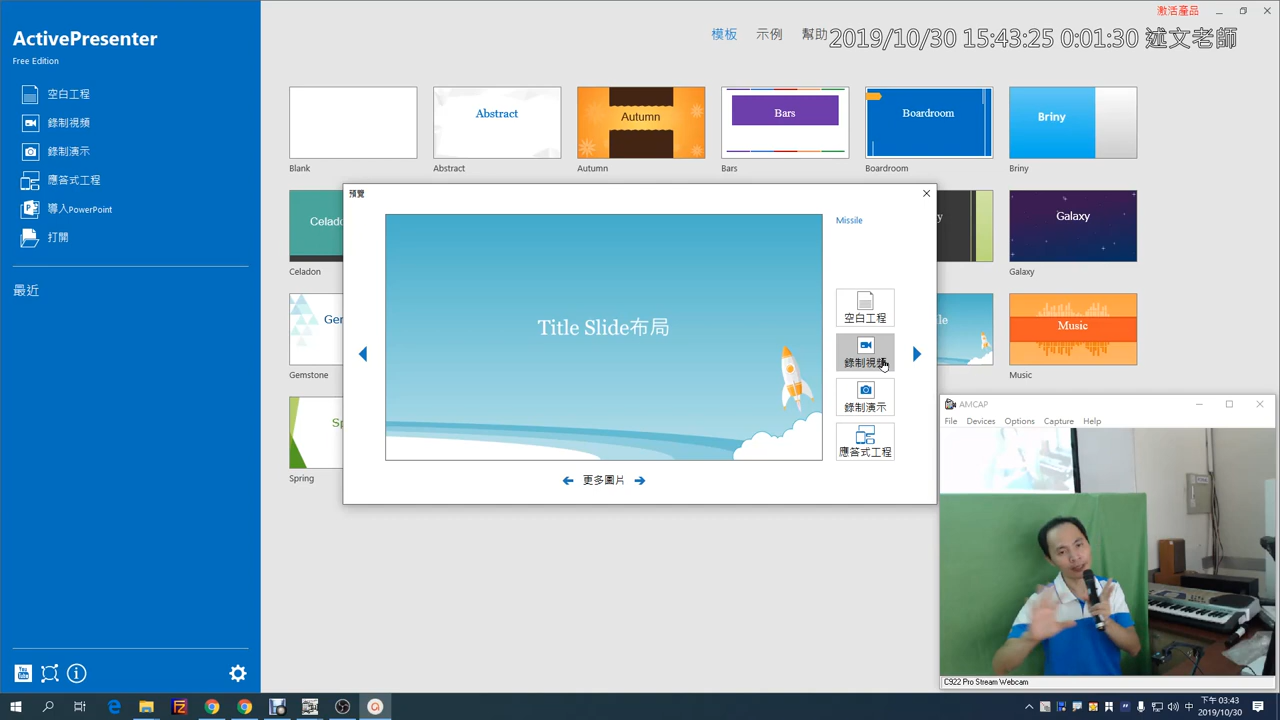 激活產品
ActivePresenter
Free Edition
模板 示例 幫助
2019/10/30 15:43:25 0:01:30 述文老師
空白工程
錄制視頻
錄制演示
應答式工程
導入PowerPoint
打開
最近
Abstract
Autumn
Bars
Boardroom
Briny
Blank
Abstract
Autumn
Bars
Boardroom
Briny
預覽
Missile
Title Slide布局
空白工程
錄制視頻
錄制演示
應答式工程
更多圖片
Galaxy
Celadon
Galaxy
Music
Gemstone
Music
Spring
AMCAP
File Devices Options Capture Help
C922 Pro Stream Webcam
中
下午 03:43
2019/10/30